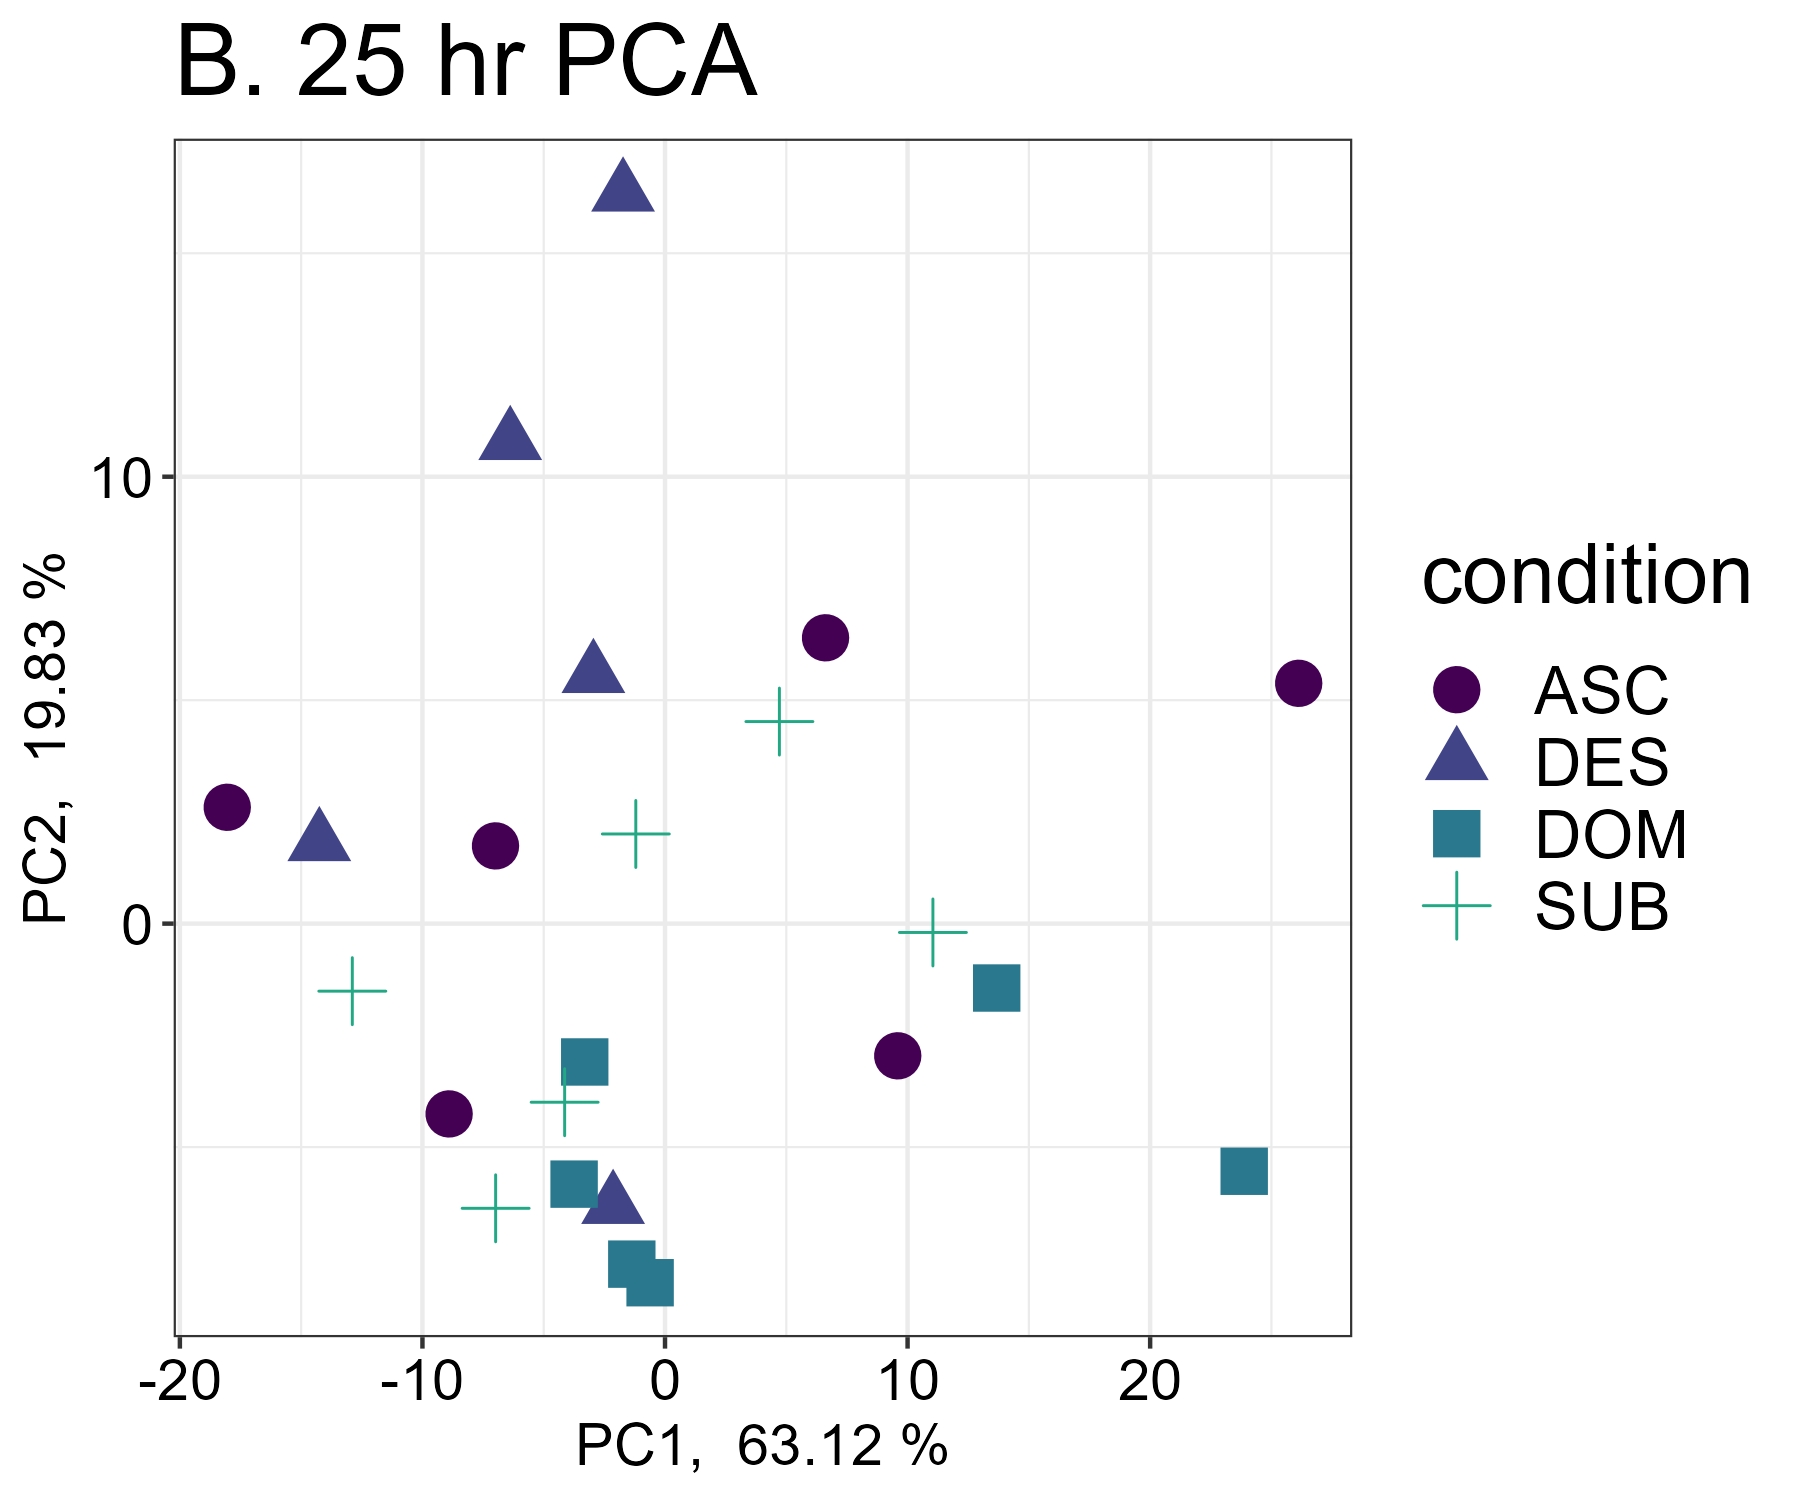 B. 25 hr PCA
10
0
PC2, 19.83 %
-20 -10 0 10 20
PC1, 63.12 %
condition
ASC
DES
DOM
SUB